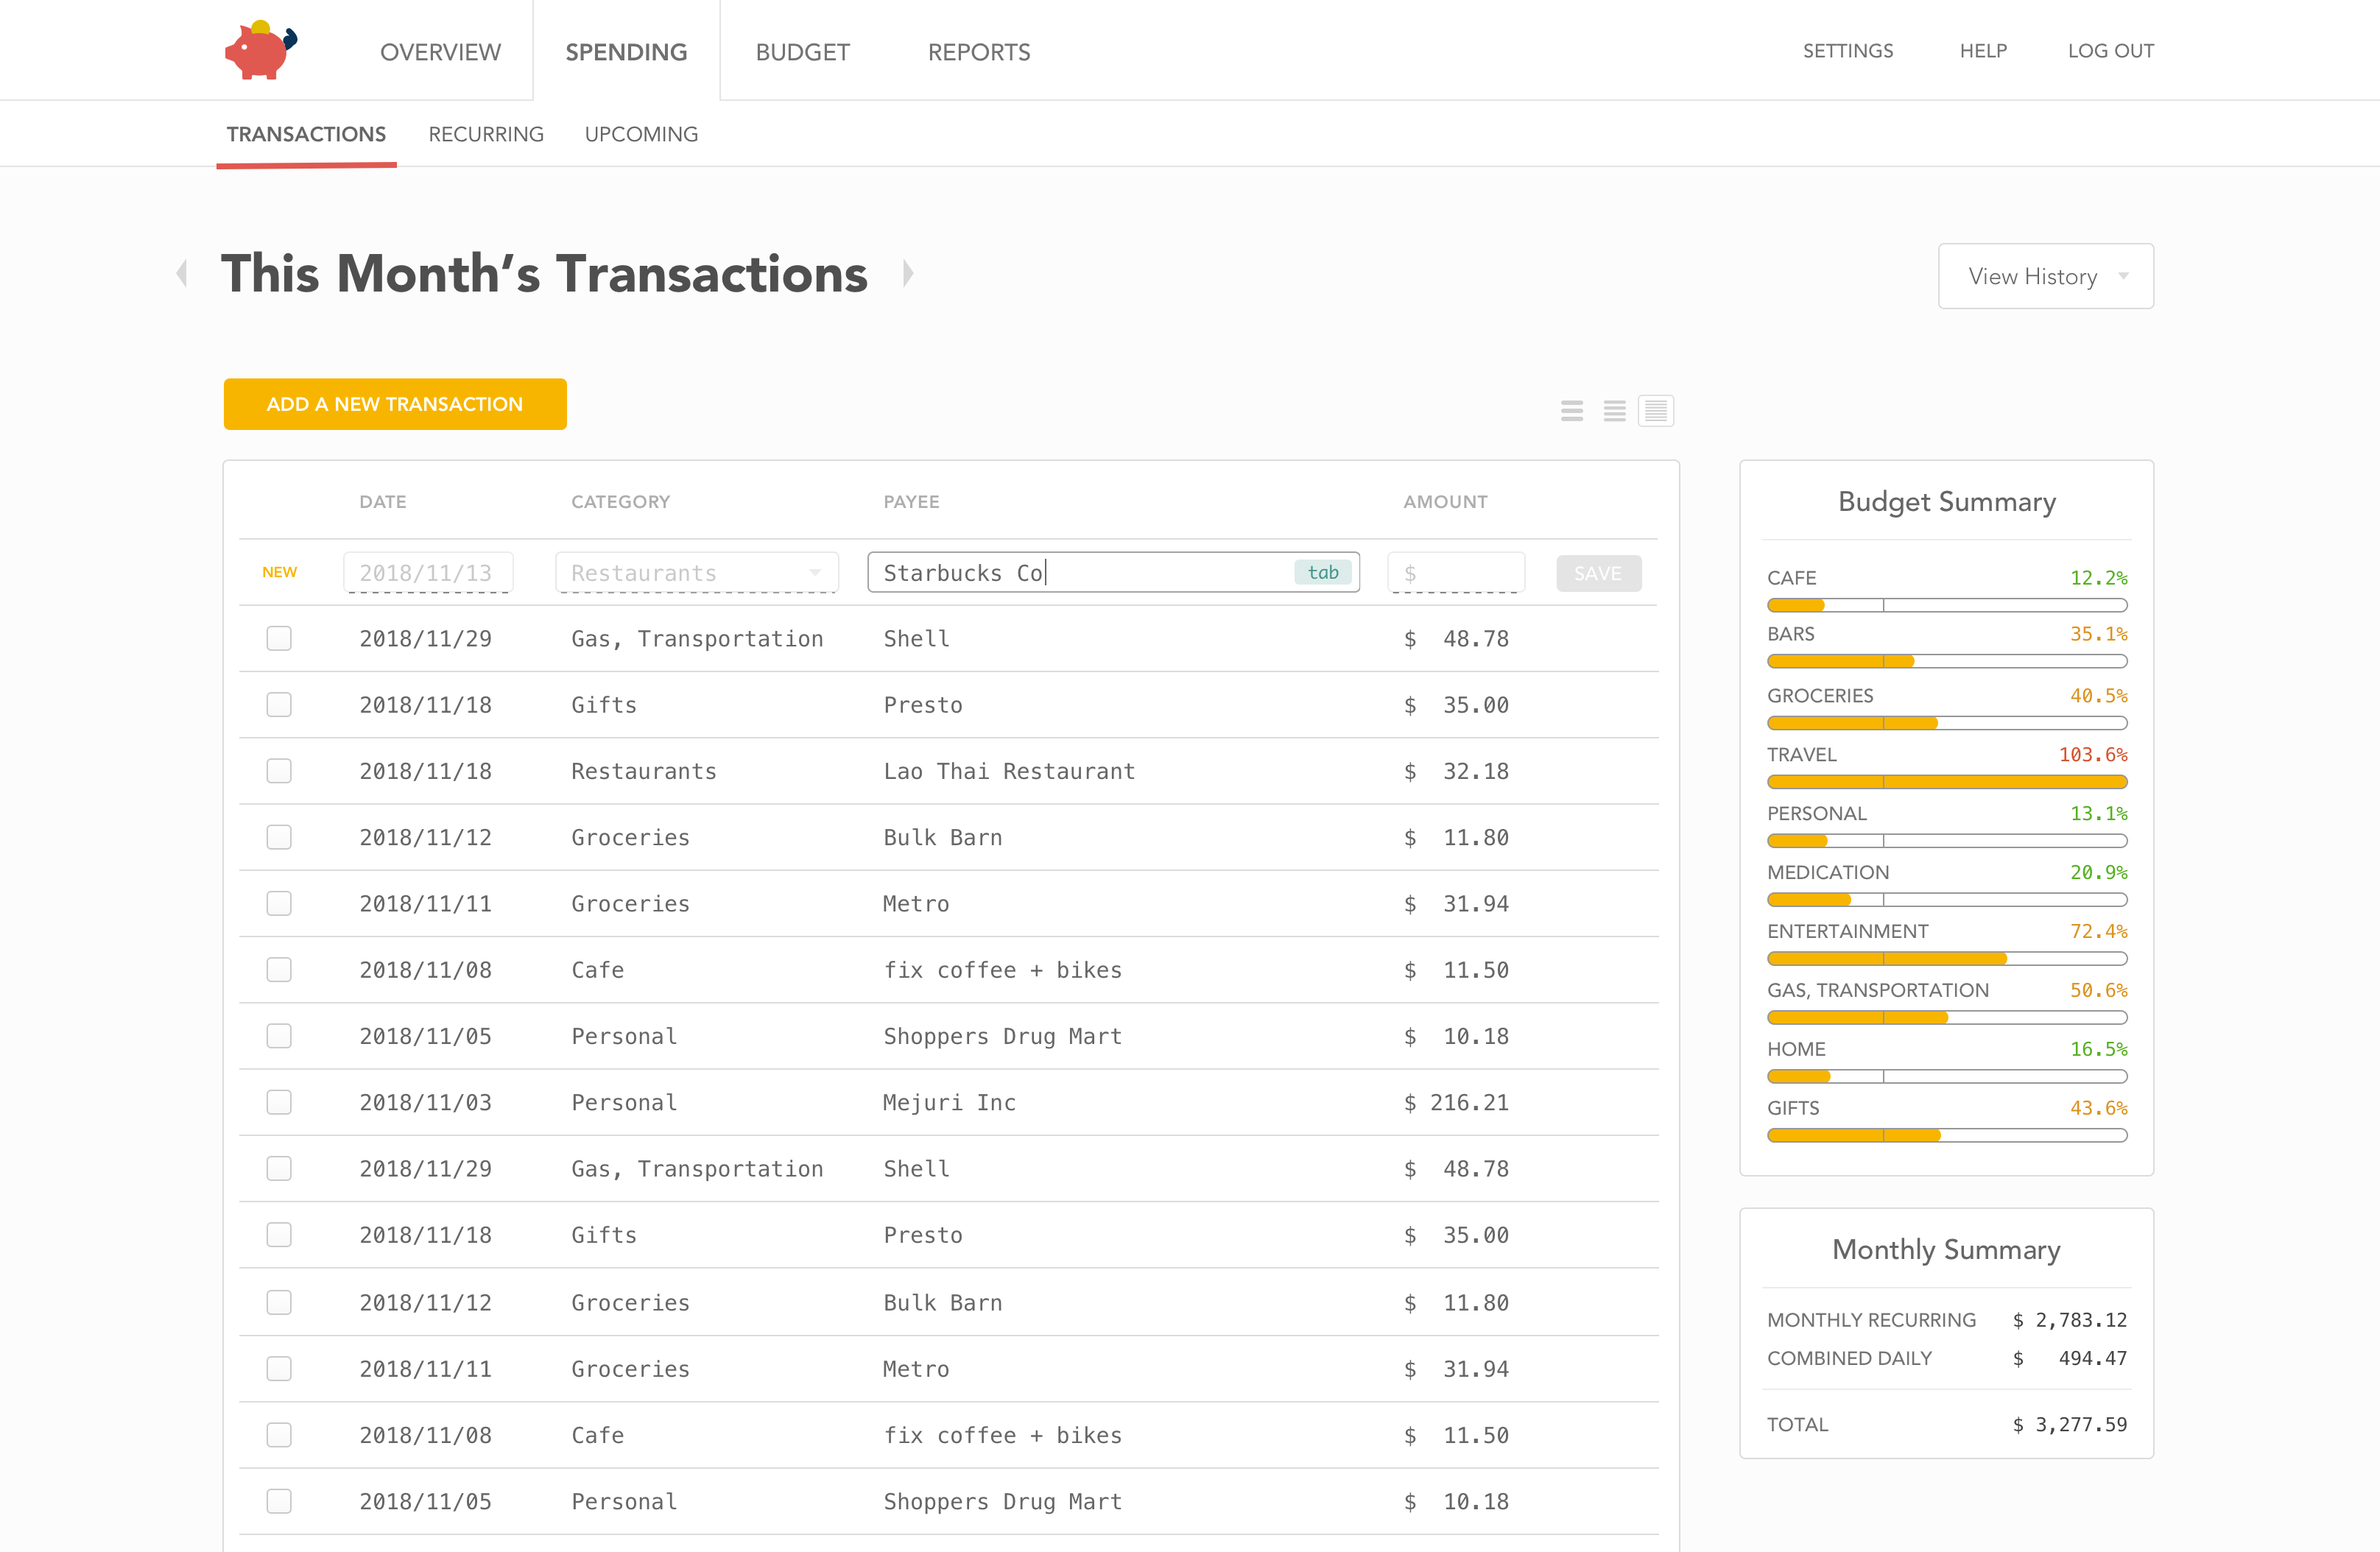 OVERVIEW SPENDING BUDGET REPORTS SETTINGS HELP LOG OUT
TRANSACTIONS RECURRING UPCOMING
This Month’s Transactions View History
ADD A NEW TRANSACTION
DATE CATEGORY PAYEE AMOUNT
NEW 2018/11/13 Restaurants Starbucks Co tab $ SAVE
2018/11/29 Gas, Transportation Shell $ 48.78
2018/11/18 Gifts Presto $ 35.00
2018/11/18 Restaurants Lao Thai Restaurant $ 32.18
2018/11/12 Groceries Bulk Barn $ 11.80
2018/11/11 Groceries Metro $ 31.94
2018/11/08 Cafe fix coffee + bikes $ 11.50
2018/11/05 Personal Shoppers Drug Mart $ 10.18
2018/11/03 Personal Mejuri Inc $ 216.21
2018/11/29 Gas, Transportation Shell $ 48.78
2018/11/18 Gifts Presto $ 35.00
2018/11/12 Groceries Bulk Barn $ 11.80
2018/11/11 Groceries Metro $ 31.94
2018/11/08 Cafe fix coffee + bikes $ 11.50
2018/11/05 Personal Shoppers Drug Mart $ 10.18
Budget Summary
CAFE 12.2%
BARS 35.1%
GROCERIES 40.5%
TRAVEL 103.6%
PERSONAL 13.1%
MEDICATION 20.9%
ENTERTAINMENT 72.4%
GAS, TRANSPORTATION 50.6%
HOME 16.5%
GIFTS 43.6%
Monthly Summary
MONTHLY RECURRING $ 2,783.12
COMBINED DAILY $ 494.47
TOTAL $ 3,277.59